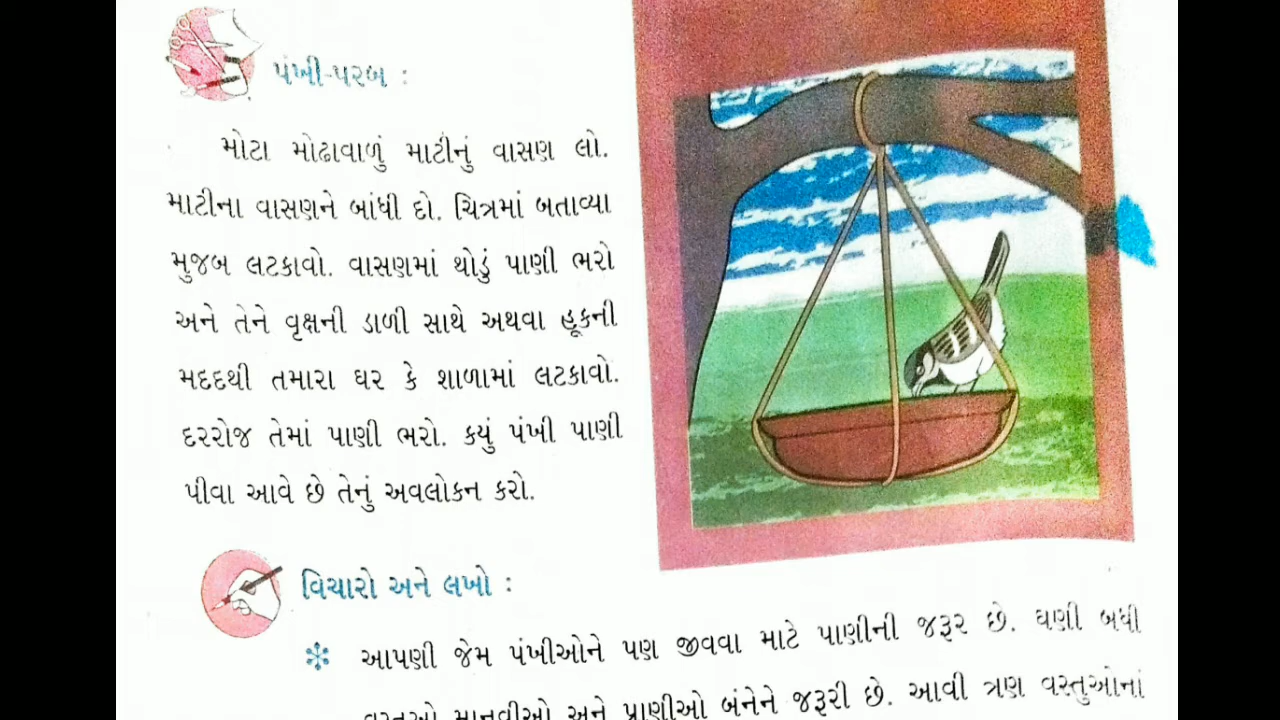 પંખી-પરબ :
મોટા મોઢાવાળું માટીનું વાસણ લો.
માટીના વાસણને બાંધી દો. ચિત્રમાં બતાવ્યા
મુજબ લટકાવો. વાસણમાં થોડું પાણી ભરો
અને તેને વૃક્ષની ડાળી સાથે અથવા હૂકની
મદદથી તમારા ઘર કે શાળામાં લટકાવો.
દરરોજ તેમાં પાણી ભરો. કયું પંખી પાણી
પીવા આવે છે તેનું અવલોકન કરો.
વિચારો અને લખો :
આપણી જેમ પંખીઓને પણ જીવવા માટે પાણીની જરૂર છે. ઘણી બધી
વસ્તુઓ માનવીઓ અને પ્રાણીઓ બંનેને જરૂરી છે. આવી ત્રણ વસ્તુઓનાં